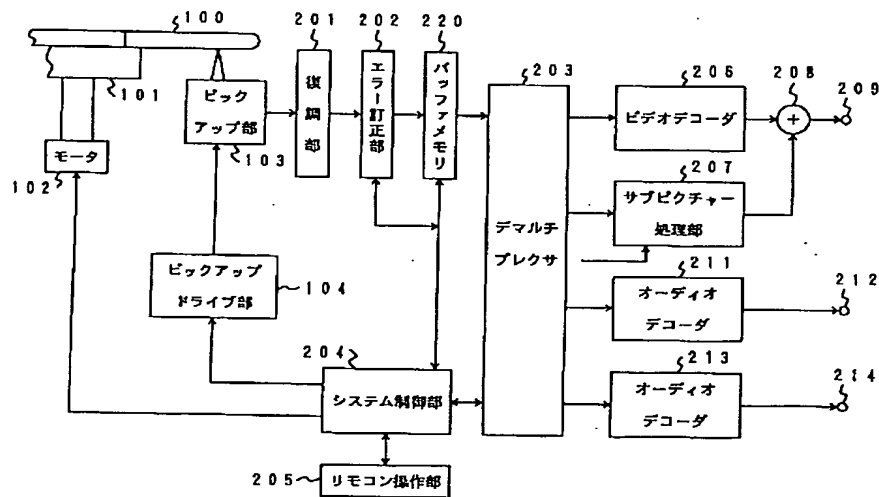 100
201
202
220
203
206
208
209
101
ピック
アップ部
103
復調部
エラー訂正部
バッファメモリ
ビデオデコーダ
207
モータ
102
デマルチ
プレクサ
サブピクチャー
処理部
211
212
ピックアップ
ドライブ部
104
オーディオ
デコーダ
204
213
214
システム制御部
オーディオ
デコーダ
205
リモコン操作部